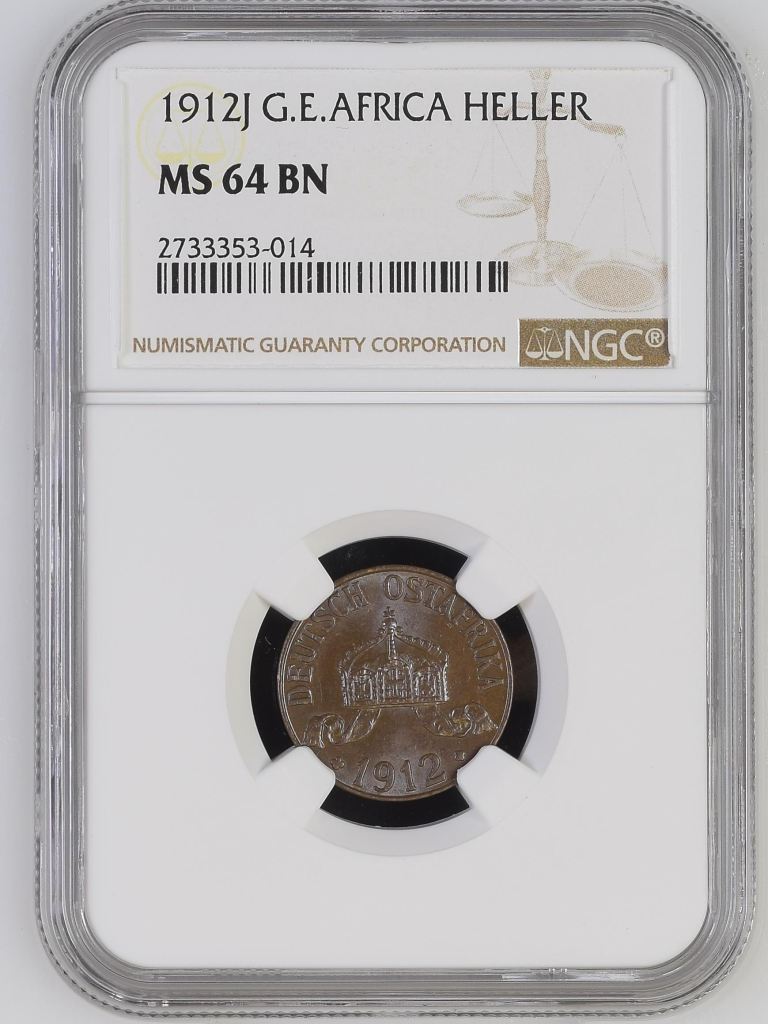 1912J G.E.AFRICA HELLER
MS 64 BN
2733353-014
NUMISMATIC GUARANTY CORPORATION
NGC®
DEUTSCH OSTAFRIKA
1912